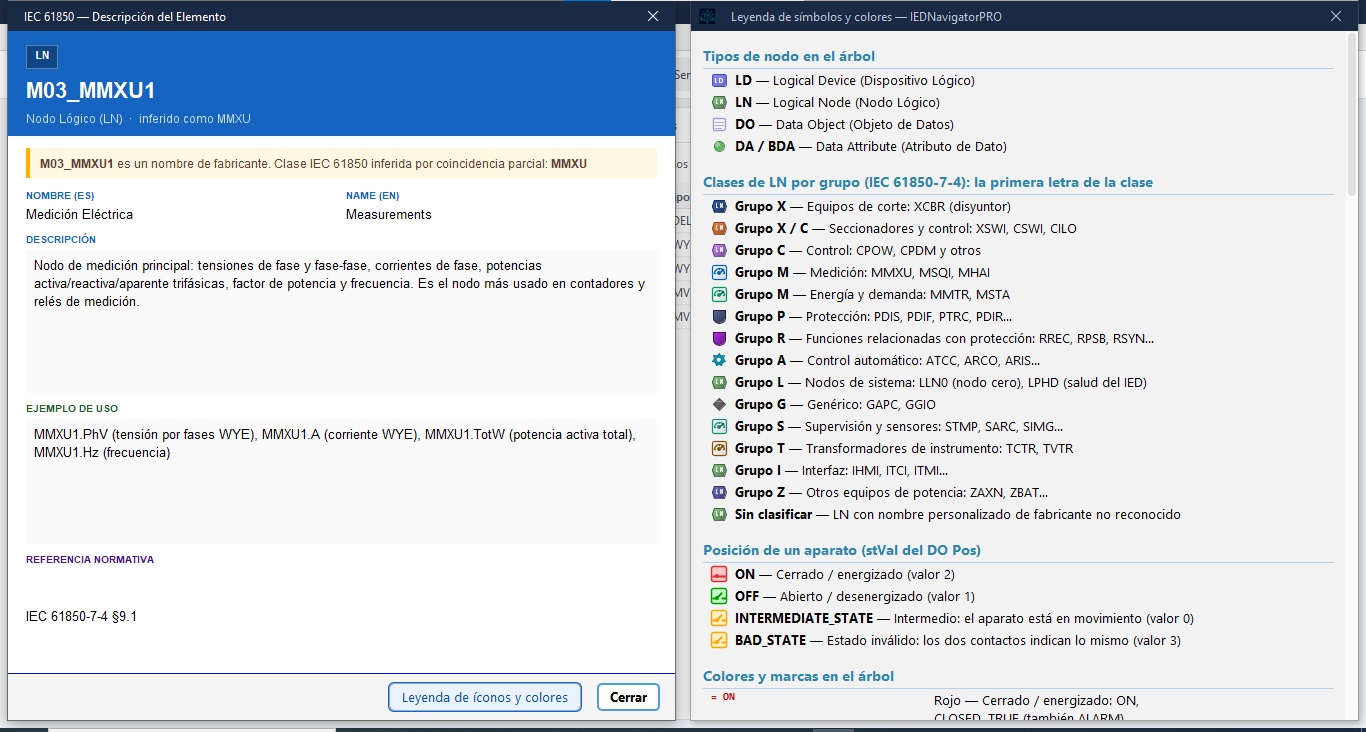 IEC 61850 — Descripción del Elemento
LN
M03_MMXU1
Nodo Lógico (LN) · inferido como MMXU
M03_MMXU1 es un nombre de fabricante. Clase IEC 61850 inferida por coincidencia parcial: MMXU
NOMBRE (ES)
NAME (EN)
Medición Eléctrica
Measurements
DESCRIPCIÓN
Nodo de medición principal: tensiones de fase y fase-fase, corrientes de fase, potencias
activa/reactiva/aparente trifásicas, factor de potencia y frecuencia. Es el nodo más usado en contadores y
relés de medición.
EJEMPLO DE USO
MMXU1.PhV (tensión por fases WYE), MMXU1.A (corriente WYE), MMXU1.TotW (potencia activa total),
MMXU1.Hz (frecuencia)
REFERENCIA NORMATIVA
IEC 61850-7-4 §9.1
Leyenda de íconos y colores
Cerrar
Leyenda de símbolos y colores — IEDNavigatorPRO
Tipos de nodo en el árbol
LD LD — Logical Device (Dispositivo Lógico)
LN LN — Logical Node (Nodo Lógico)
DO — Data Object (Objeto de Datos)
DA / BDA — Data Attribute (Atributo de Dato)
Clases de LN por grupo (IEC 61850-7-4): la primera letra de la clase
LN Grupo X — Equipos de corte: XCBR (disyuntor)
LN Grupo X / C — Seccionadores y control: XSWI, CSWI, CILO
LN Grupo C — Control: CPOW, CPDM y otros
Grupo M — Medición: MMXU, MSQI, MHAI
Grupo M — Energía y demanda: MMTR, MSTA
Grupo P — Protección: PDIS, PDIF, PTRC, PDIR...
Grupo R — Funciones relacionadas con protección: RREC, RPSB, RSYN...
Grupo A — Control automático: ATCC, ARCO, ARIS...
LN Grupo L — Nodos de sistema: LLN0 (nodo cero), LPHD (salud del IED)
Grupo G — Genérico: GAPC, GGIO
Grupo S — Supervisión y sensores: STMP, SARC, SIMG...
Grupo T — Transformadores de instrumento: TCTR, TVTR
LN Grupo I — Interfaz: IHMI, ITCI, ITMI...
LN Grupo Z — Otros equipos de potencia: ZAXN, ZBAT...
LN Sin clasificar — LN con nombre personalizado de fabricante no reconocido
Posición de un aparato (stVal del DO Pos)
ON — Cerrado / energizado (valor 2)
OFF — Abierto / desenergizado (valor 1)
INTERMEDIATE_STATE — Intermedio: el aparato está en movimiento (valor 0)
BAD_STATE — Estado inválido: los dos contactos indican lo mismo (valor 3)
Colores y marcas en el árbol
= ON
Rojo — Cerrado / energizado: ON,
CLOSED, TRUE (también ALARM)